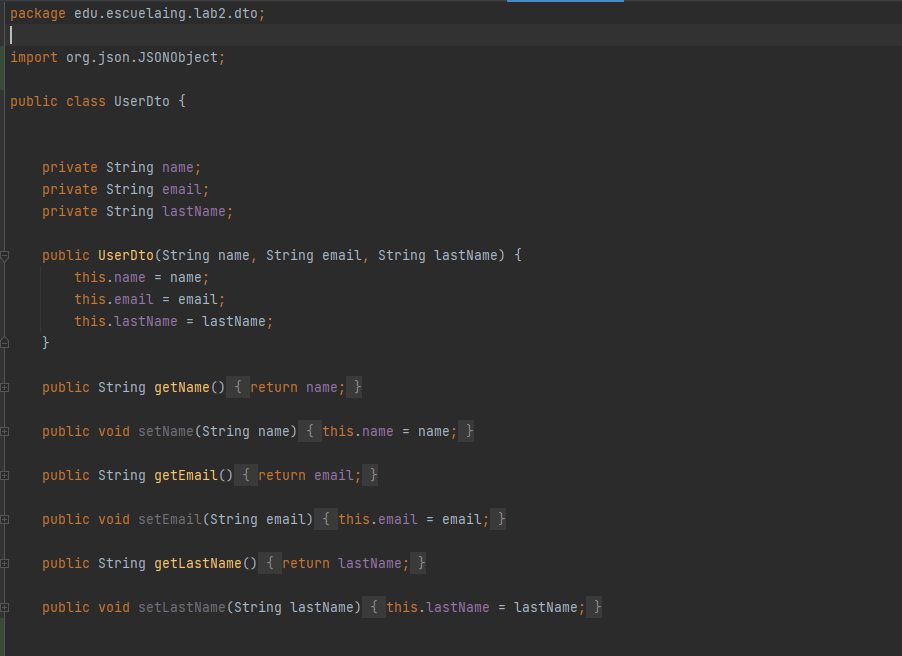 package edu.escuelaing.lab2.dto;
import org.json.JSONObject;
public class UserDto {
private String name;
private String email;
private String lastName;
public UserDto(String name, String email, String lastName) {
this.name = name;
this.email = email;
this.lastName = lastName;
}
public String getName() { return name; }
public void setName(String name) { this.name = name; }
public String getEmail() { return email; }
public void setEmail(String email) { this.email = email; }
public String getLastName() { return lastName; }
public void setLastName(String lastName) { this.lastName = lastName; }